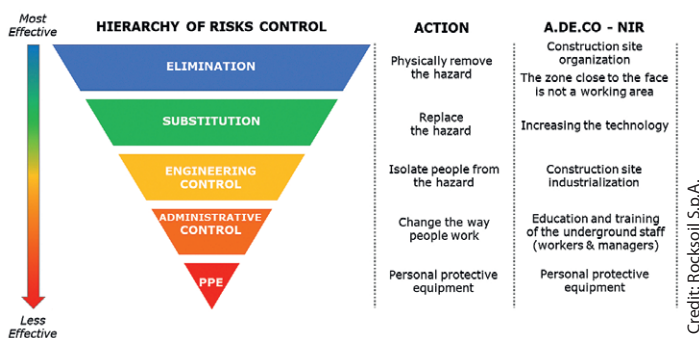 Most
Effective
HIERARCHY OF RISKS CONTROL
ACTION
A.DE.CO - NIR
ELIMINATION
Physically remove
the hazard
Construction site
organization
The zone close to the face
is not a working area
SUBSTITUTION
Replace
the hazard
Increasing the technology
ENGINEERING
CONTROL
Isolate people from
the hazard
Construction site
industrialization
ADMINISTRATIVE
CONTROL
Change the way
people work
Education and training
of the underground staff
(workers & managers)
PPE
Personal protective
equipment
Personal protective
equipment
Less
Effective
Credit: Rocksoil S.p.A.